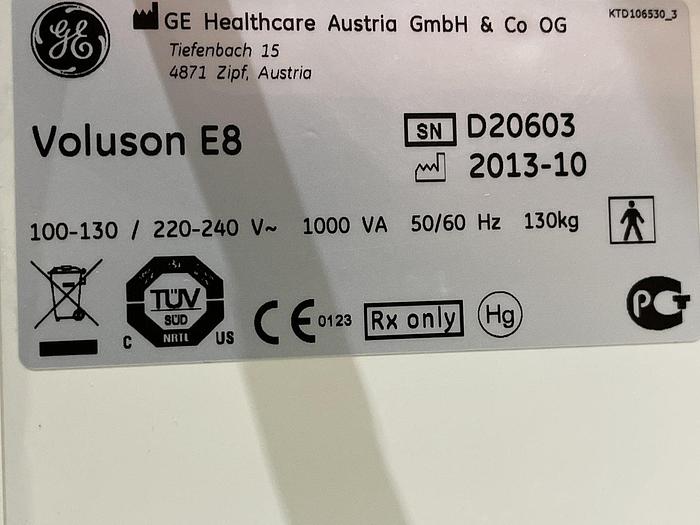 GE
GE Healthcare Austria GmbH & Co OG
KTD106530_3
Tiefenbach 15
4871 Zipf, Austria
Voluson E8
SN D20603
2013-10
100-130 / 220-240 V~ 1000 VA 50/60 Hz 130kg
TÜV
SÜD
NRTL
C US
CE 0123
Rx only
Hg
PCT